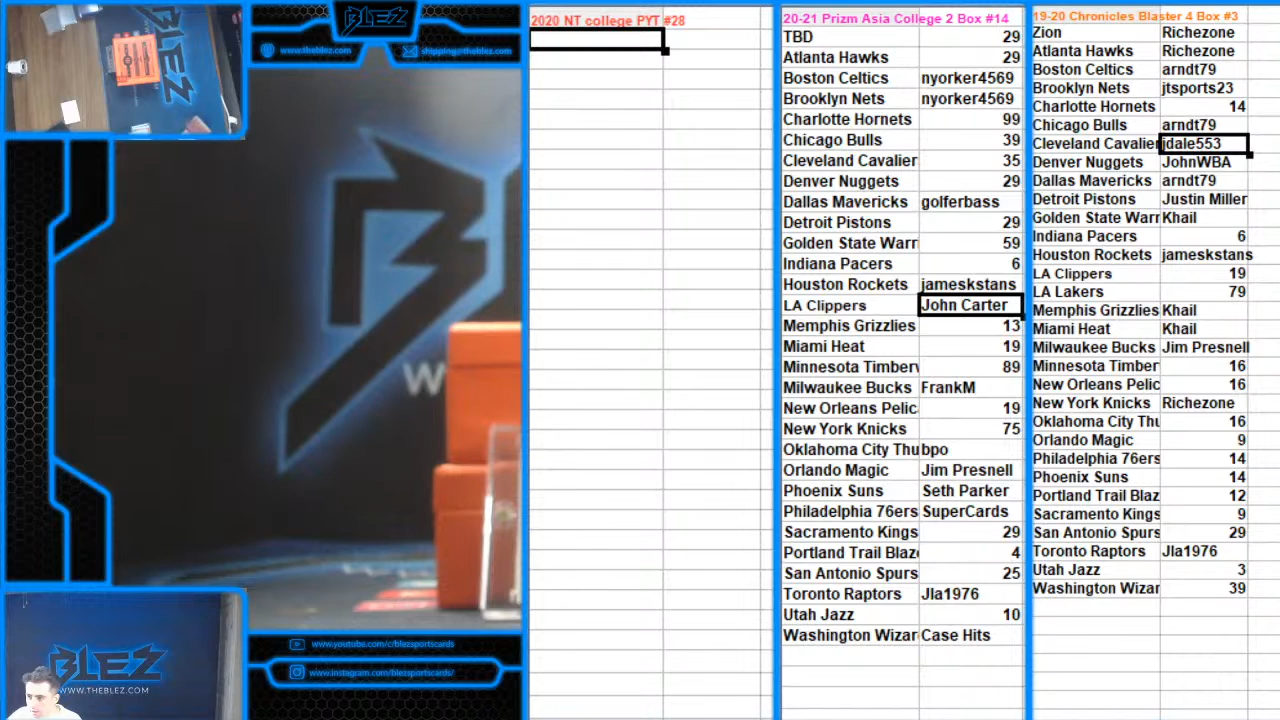 BLEZ
www.theblez.com
shipping@theblez.com
2020 NT college PYT #28
20-21 Prizm Asia College 2 Box #14
TBD 29
Atlanta Hawks 29
Boston Celtics nyorker4569
Brooklyn Nets nyorker4569
Charlotte Hornets 99
Chicago Bulls 39
Cleveland Cavalier 35
Denver Nuggets 29
Dallas Mavericks golferbass
Detroit Pistons 29
Golden State Warr 59
Indiana Pacers 6
Houston Rockets jameskstans
LA Clippers John Carter
Memphis Grizzlies 13
Miami Heat 19
Minnesota Timberv 89
Milwaukee Bucks FrankM
New Orleans Pelic 19
New York Knicks 75
Oklahoma City Thu bpo
Orlando Magic Jim Presnell
Phoenix Suns Seth Parker
Philadelphia 76ers SuperCards
Sacramento Kings 29
Portland Trail Blaz 4
San Antonio Spurs 25
Toronto Raptors Jla1976
Utah Jazz 10
Washington Wizar Case Hits
19-20 Chronicles Blaster 4 Box #3
Zion Richezone
Atlanta Hawks Richezone
Boston Celtics arndt79
Brooklyn Nets jtsports23
Charlotte Hornets 14
Chicago Bulls arndt79
Cleveland Cavalier jdale553
Denver Nuggets JohnWBA
Dallas Mavericks arndt79
Detroit Pistons Justin Miller
Golden State Warr Khail
Indiana Pacers 6
Houston Rockets jameskstans
LA Clippers 19
LA Lakers 79
Memphis Grizzlies Khail
Miami Heat Khail
Milwaukee Bucks Jim Presnell
Minnesota Timber 16
New Orleans Pelic 16
New York Knicks Richezone
Oklahoma City Thu 16
Orlando Magic 9
Philadelphia 76ers 14
Phoenix Suns 14
Portland Trail Blaz 12
Sacramento Kings 9
San Antonio Spurs 29
Toronto Raptors Jla1976
Utah Jazz 3
Washington Wizar 39
BLEZ
W
BLEZ
WWW.THEBLEZ.COM
www.youtube.com/c/blezsportscards
www.instagram.com/blezsportscards/